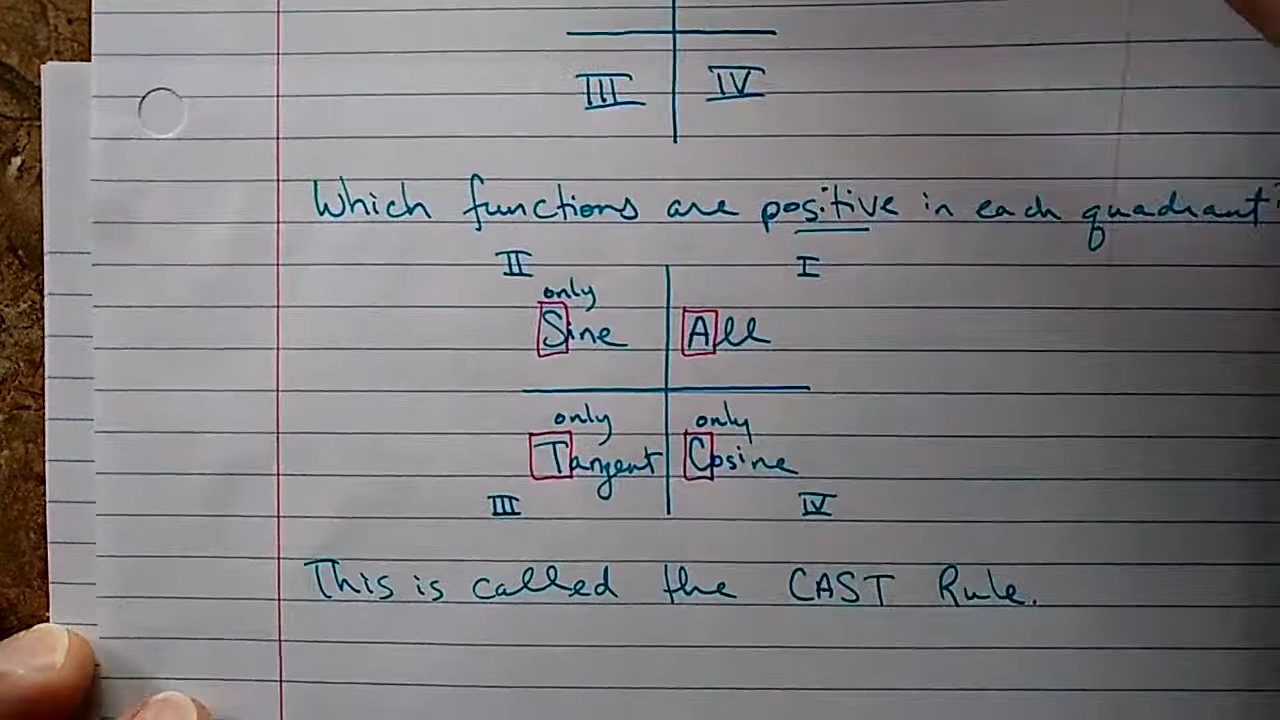 III IV
Which functions are positive in each quadrant?
II I
only
Sine All
only only
Tangent Cosine
III IV
This is called the CAST Rule.